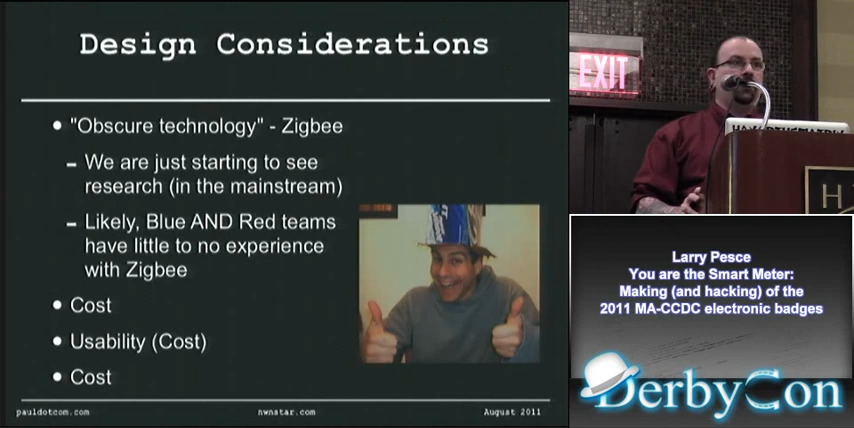 Design Considerations
• "Obscure technology" - Zigbee
– We are just starting to see
research (in the mainstream)
– Likely, Blue AND Red teams
have little to no experience
with Zigbee
• Cost
• Usability (Cost)
• Cost
pauldotcom.com
nwnstar.com
August 2011
EXIT
H
Larry Pesce
You are the Smart Meter:
Making (and hacking) of the
2011 MA-CCDC electronic badges
DerbyCon